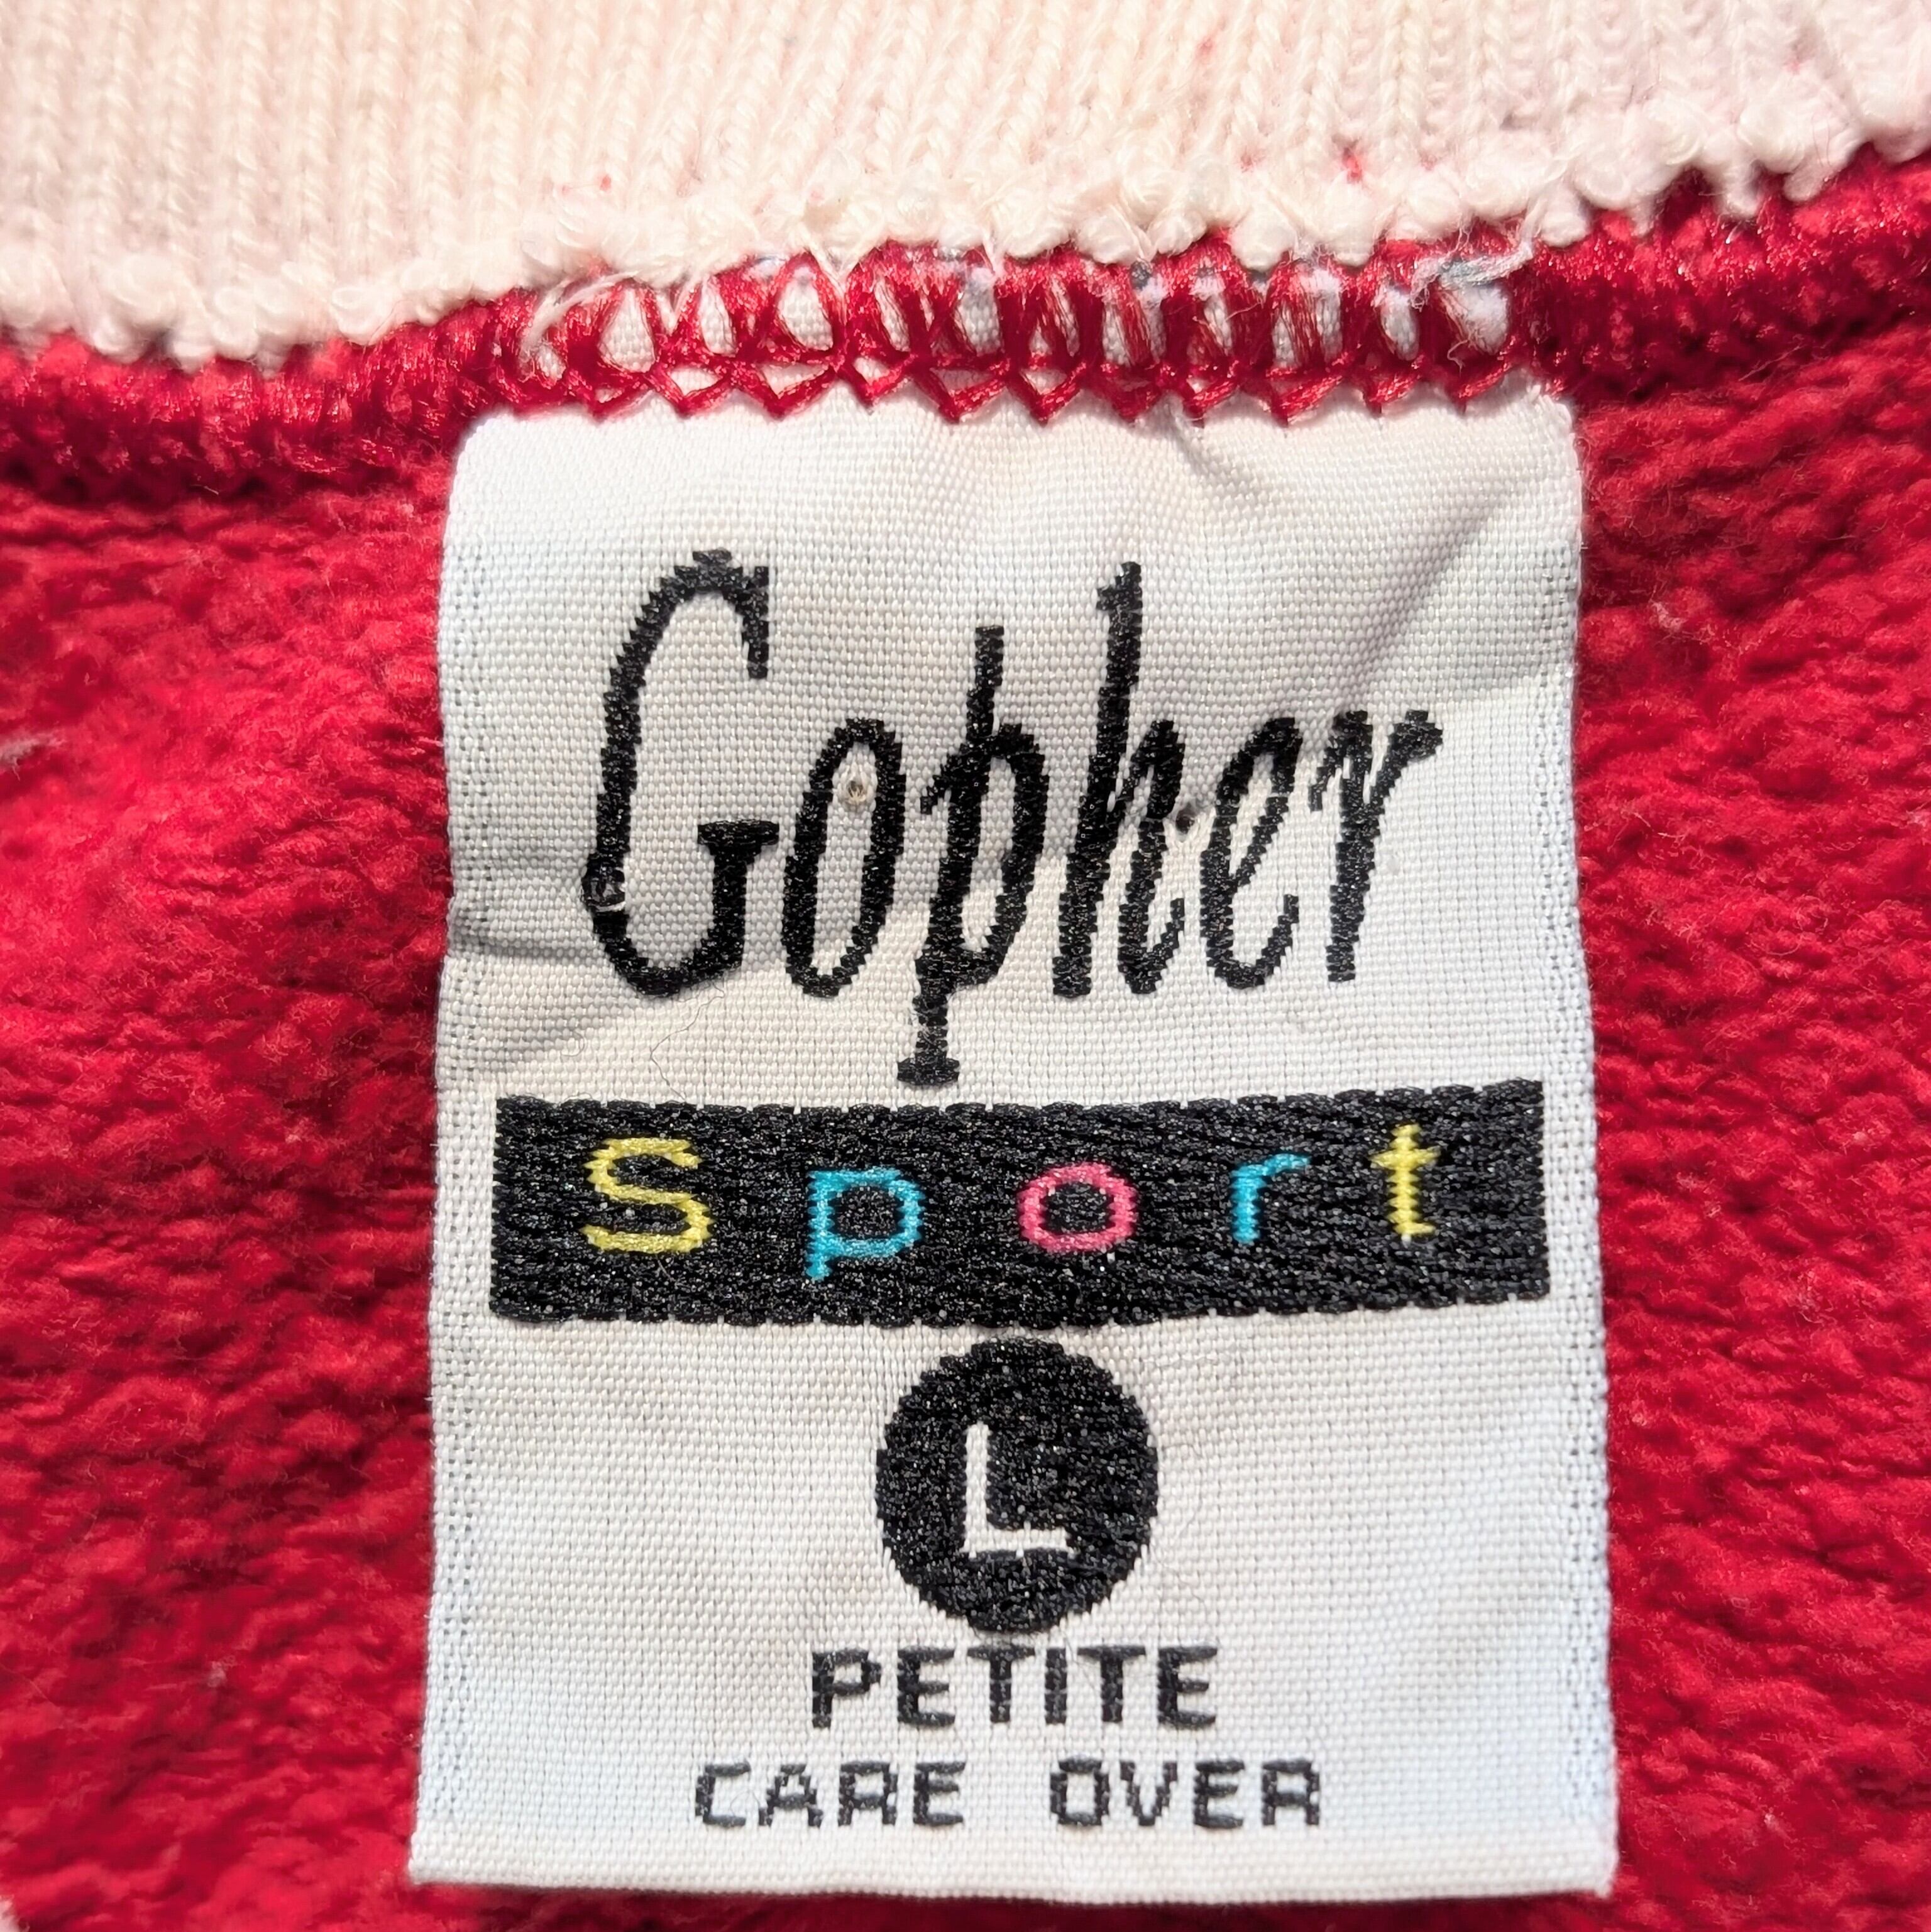 Gopher
sport
L
PETITE
CARE OVER